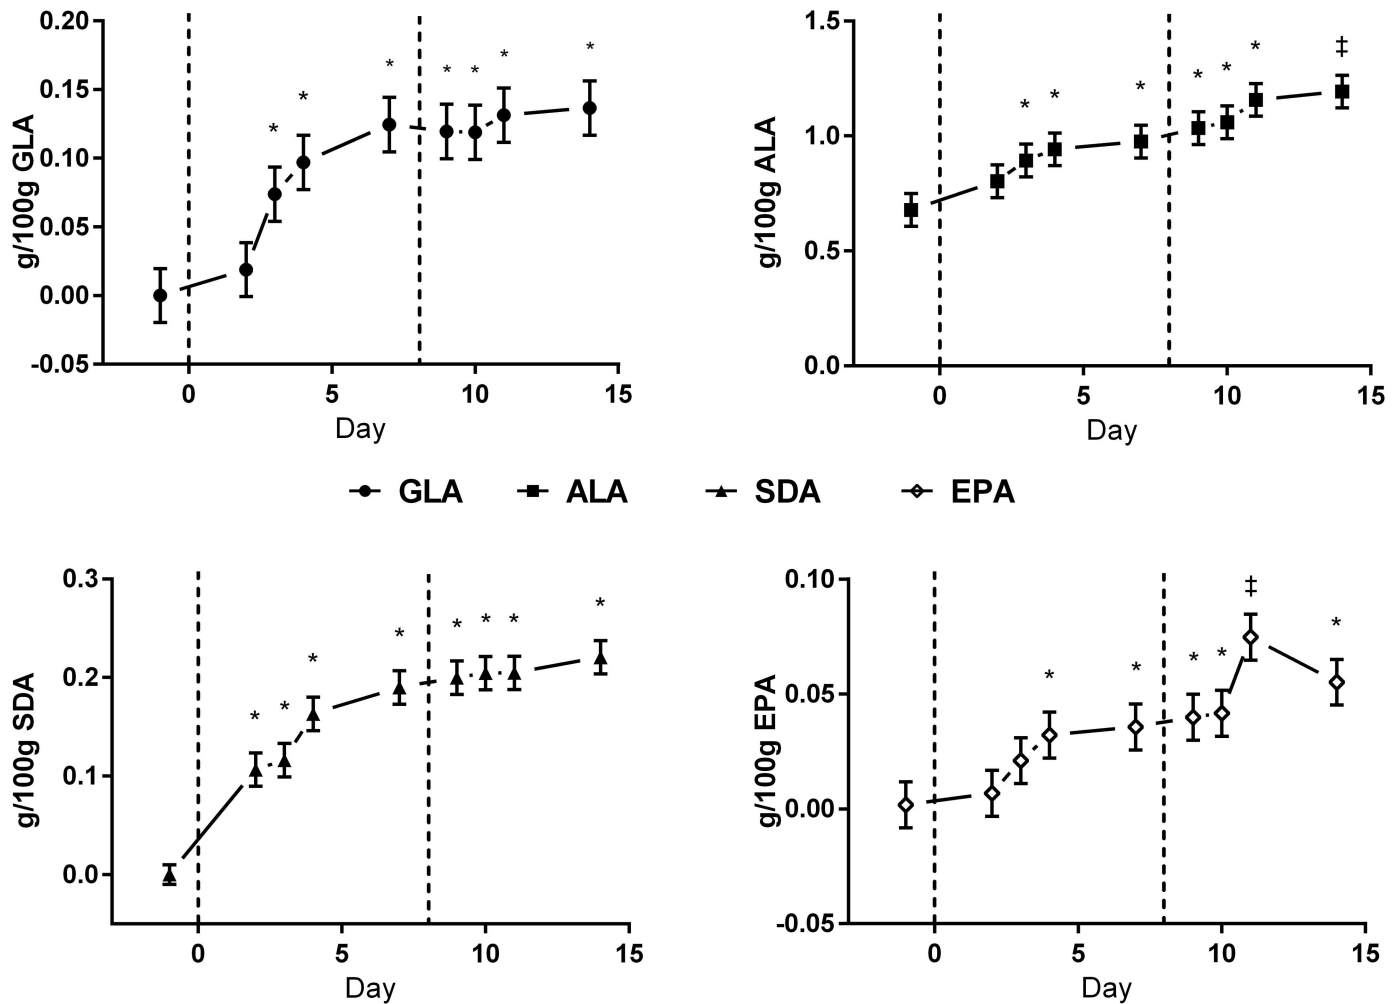 g/100g GLA
0.20
0.15
0.10
0.05
0.00
-0.05
* * * * * * *
0 5 10 15
Day
g/100g ALA
1.5
1.0
0.5
0.0
* * * * * * ‡
0 5 10 15
Day
GLA ALA SDA EPA
g/100g SDA
0.3
0.2
0.1
0.0
* * * * * * * *
0 5 10 15
Day
g/100g EPA
0.10
0.05
0.00
-0.05
* * * * ‡ *
0 5 10 15
Day